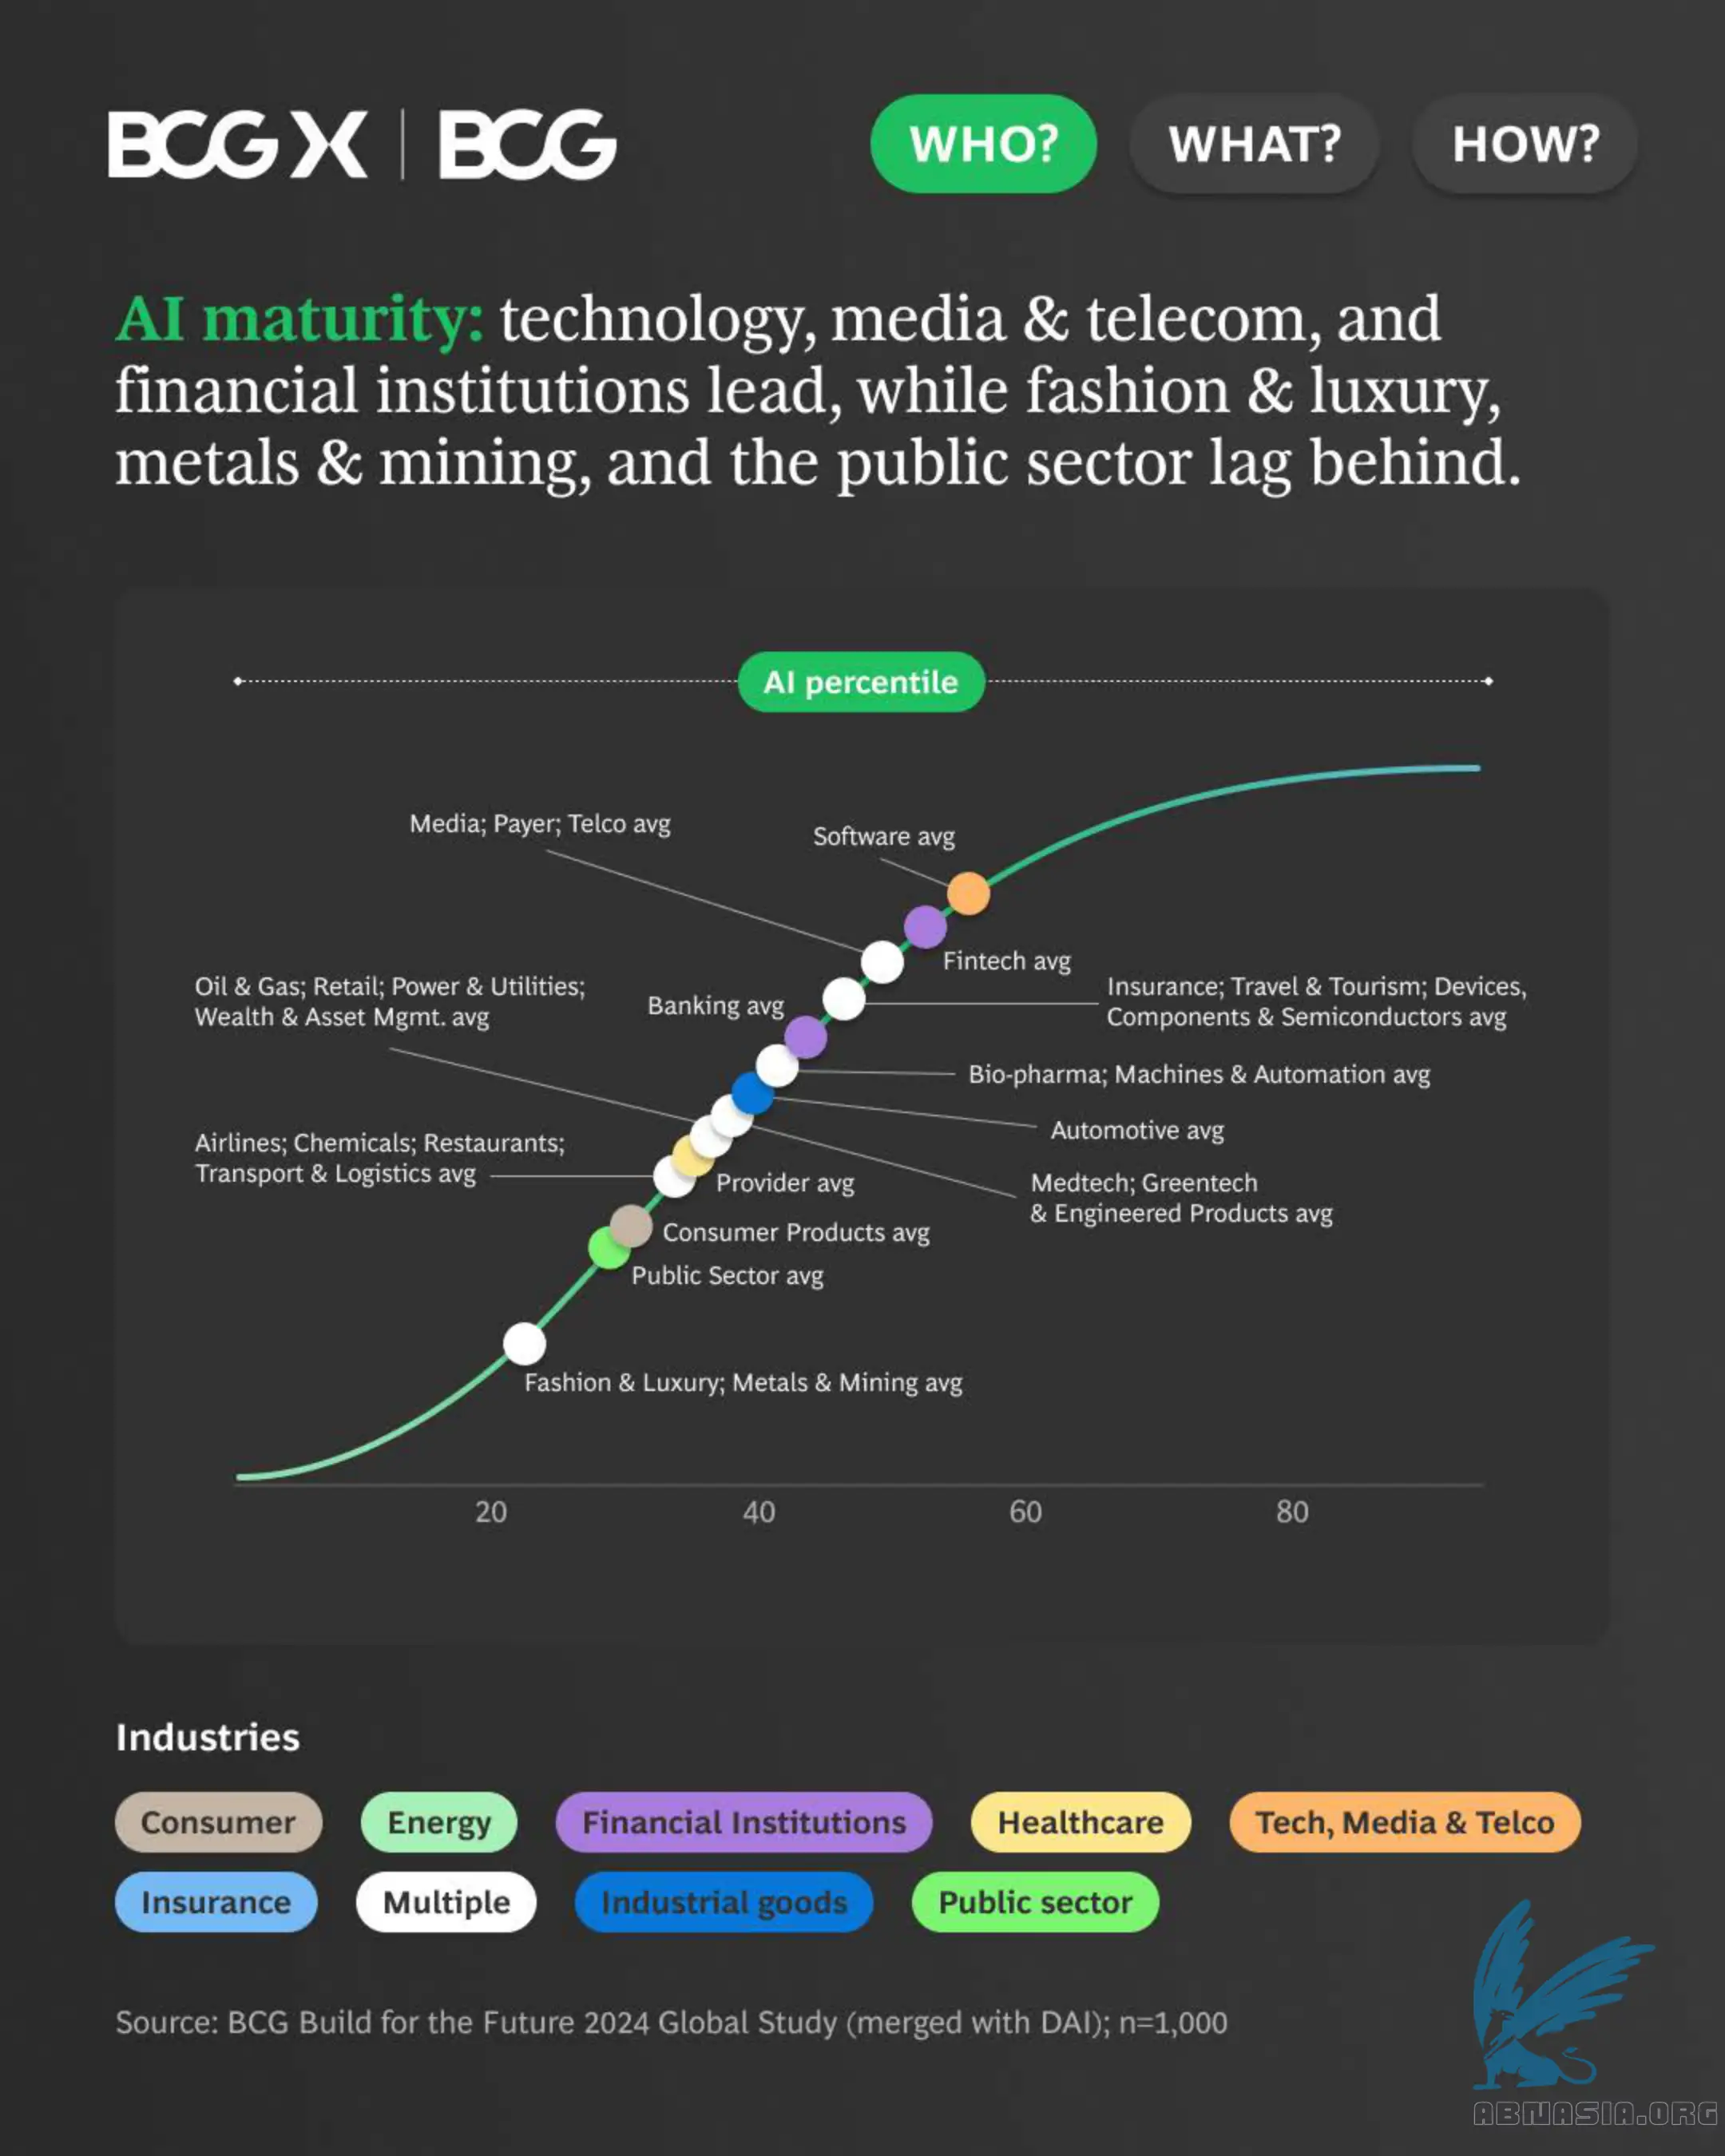 BCG X | BCG
WHO?
WHAT?
HOW?
AI maturity: technology, media & telecom, and
financial institutions lead, while fashion & luxury,
metals & mining, and the public sector lag behind.
AI percentile
Media; Payer; Telco avg
Software avg
Fintech avg
Oil & Gas; Retail; Power & Utilities;
Wealth & Asset Mgmt. avg
Banking avg
Insurance; Travel & Tourism; Devices,
Components & Semiconductors avg
Bio-pharma; Machines & Automation avg
Automotive avg
Airlines; Chemicals; Restaurants;
Transport & Logistics avg
Provider avg
Medtech; Greentech
& Engineered Products avg
Consumer Products avg
Public Sector avg
Fashion & Luxury; Metals & Mining avg
20
40
60
80
Industries
Consumer
Energy
Financial Institutions
Healthcare
Tech, Media & Telco
Insurance
Multiple
Industrial goods
Public sector
Source: BCG Build for the Future 2024 Global Study (merged with DAI); n=1,000
ABNASIA.ORG